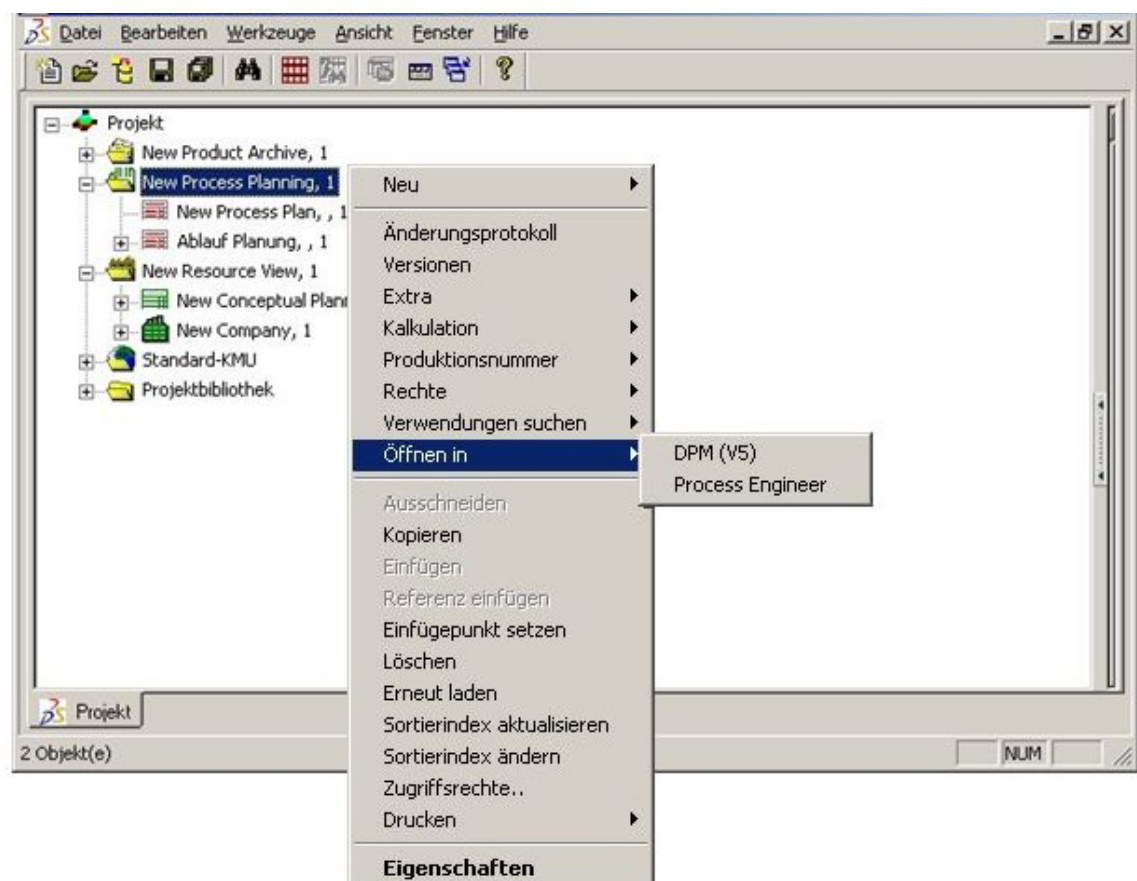 Datei Bearbeiten Werkzeuge Ansicht Fenster Hilfe
Projekt
New Product Archive, 1
New Process Planning, 1
New Process Plan, , 1
Ablauf Planung, , 1
New Resource View, 1
New Conceptual Plann
New Company, 1
Standard-KMU
Projektbibliothek
Neu
Änderungsprotokoll
Versionen
Extra
Kalkulation
Produktionsnummer
Rechte
Verwendungen suchen
Öffnen in
DPM (V5)
Process Engineer
Ausschneiden
Kopieren
Einfügen
Referenz einfügen
Einfügepunkt setzen
Löschen
Erneut laden
Sortierindex aktualisieren
Sortierindex ändern
Zugriffsrechte..
Drucken
Eigenschaften
Projekt
2 Objekt(e)
NUM